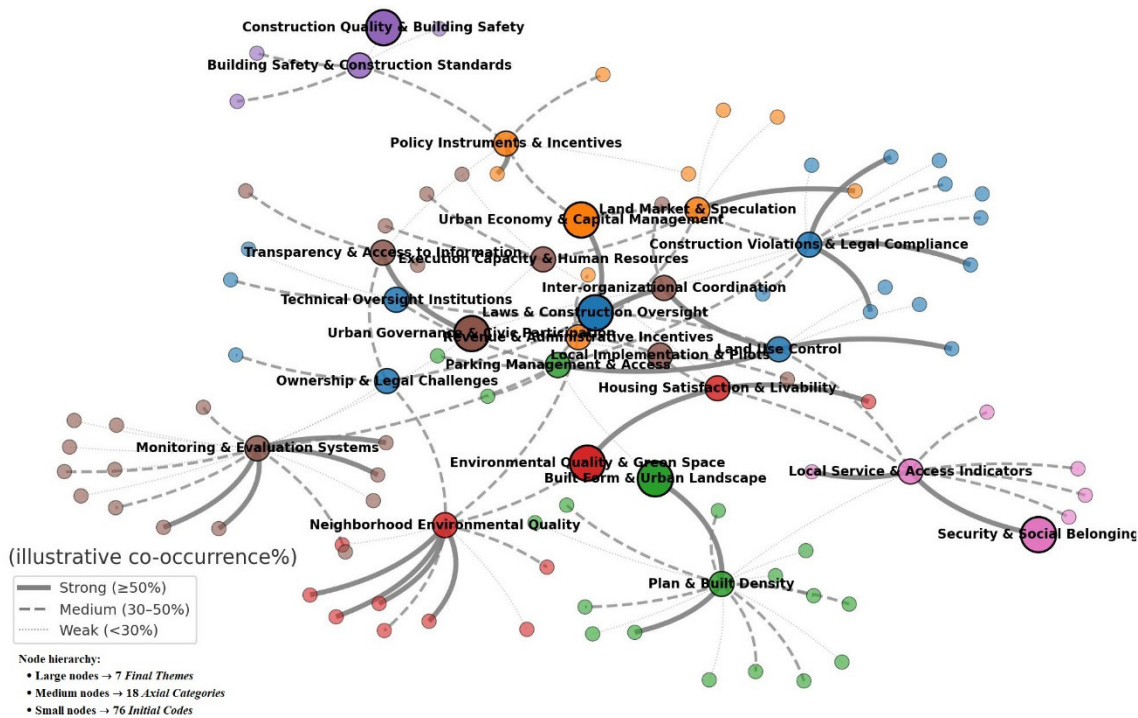 Construction Quality & Building Safety
Building Safety & Construction Standards
Policy Instruments & Incentives
Land Market & Speculation
Urban Economy & Capital Management
Construction Violations & Legal Compliance
Transparency & Access to Information
Execution Capacity & Human Resources
Inter-organizational Coordination
Technical Oversight Institutions
Laws & Construction Oversight
Urban Governance & Civic Participation
Revenue & Administrative Incentives
Land Use Control
Local Implementation & Pilots
Parking Management & Access
Ownership & Legal Challenges
Housing Satisfaction & Livability
Monitoring & Evaluation Systems
Environmental Quality & Green Space
Built Form & Urban Landscape
Local Service & Access Indicators
Neighborhood Environmental Quality
Security & Social Belonging
Plan & Built Density
(illustrative co-occurrence%)
Strong (≥50%)
Medium (30–50%)
Weak (<30%)
Node hierarchy:
• Large nodes → 7 Final Themes
• Medium nodes → 18 Axial Categories
• Small nodes → 76 Initial Codes